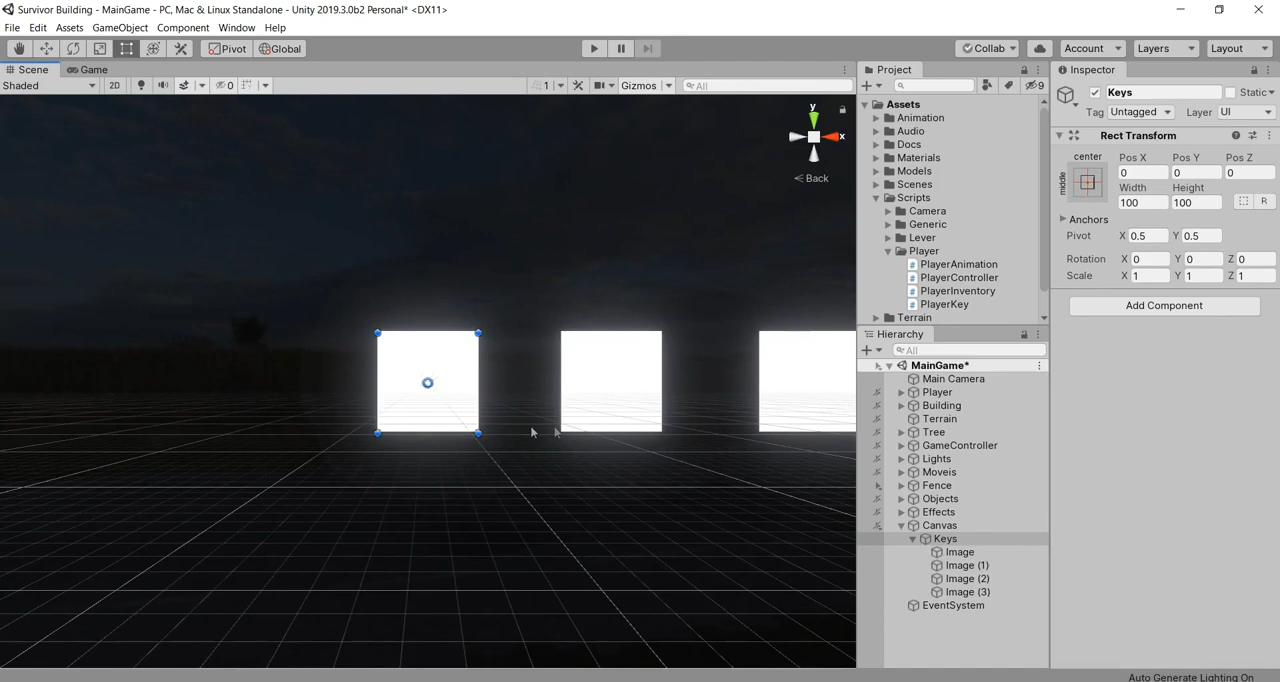 Survivor Building - MainGame - PC, Mac & Linux Standalone - Unity 2019.3.0b2 Personal* <DX11>
File Edit Assets GameObject Component Window Help
Pivot Global Collab Account Layers Layout
Scene Game Project Inspector
Shaded 2D 0 1 Gizmos All 9 Keys Static
Tag Untagged Layer UI
y x Back
Assets
Animation
Audio
Docs
Materials
Models
Scenes
Scripts
Camera
Generic
Lever
Player
PlayerAnimation
PlayerController
PlayerInventory
PlayerKey
Terrain
Hierarchy
All
MainGame*
Main Camera
Player
Building
Terrain
Tree
GameController
Lights
Moveis
Fence
Objects
Effects
Canvas
Keys
Image
Image (1)
Image (2)
Image (3)
EventSystem
Rect Transform
center Pos X Pos Y Pos Z
middle 0 0 0
Width Height
100 100 R
Anchors
Pivot X 0.5 Y 0.5
Rotation X 0 Y 0 Z 0
Scale X 1 Y 1 Z 1
Add Component
Auto Generate Lighting On